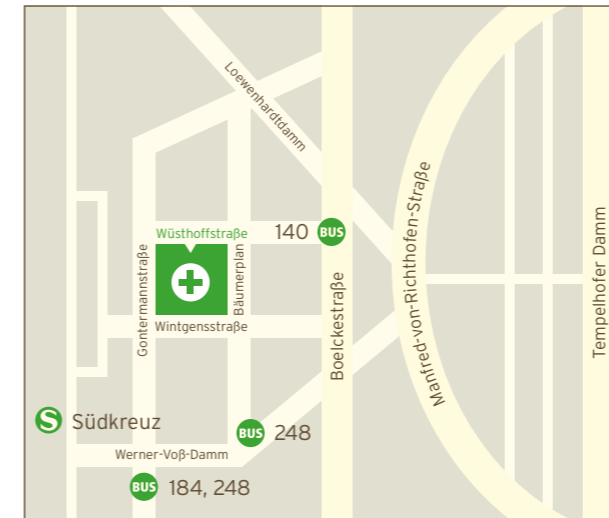 Loewenhardtdamm
Wüsthoffstraße
140 BUS
Gontermannstraße
Bäumerplan
Wintgensstraße
Boelckestraße
Manfred-von-Richthofen-Straße
Tempelhofer Damm
S Südkreuz
BUS 248
Werner-Voß-Damm
BUS 184, 248